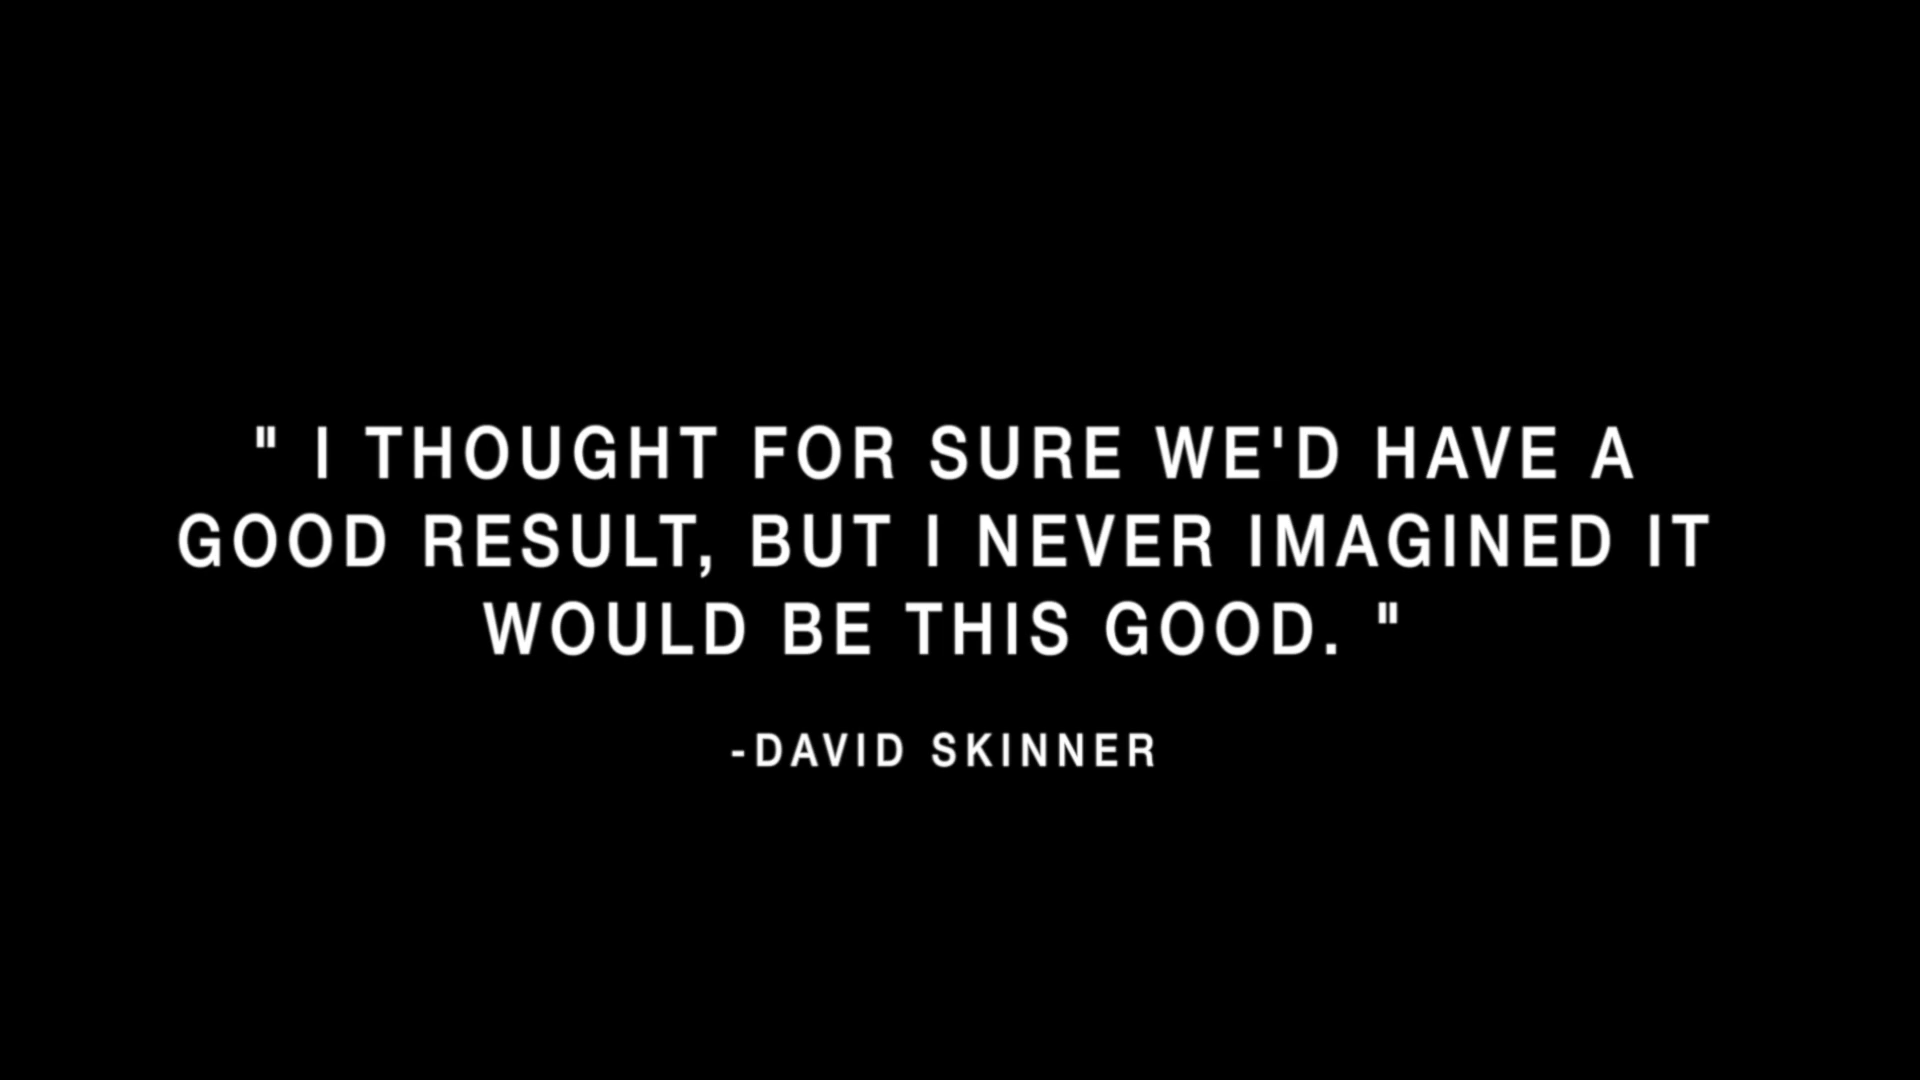 " I THOUGHT FOR SURE WE'D HAVE A
GOOD RESULT, BUT I NEVER IMAGINED IT
WOULD BE THIS GOOD. "
-DAVID SKINNER